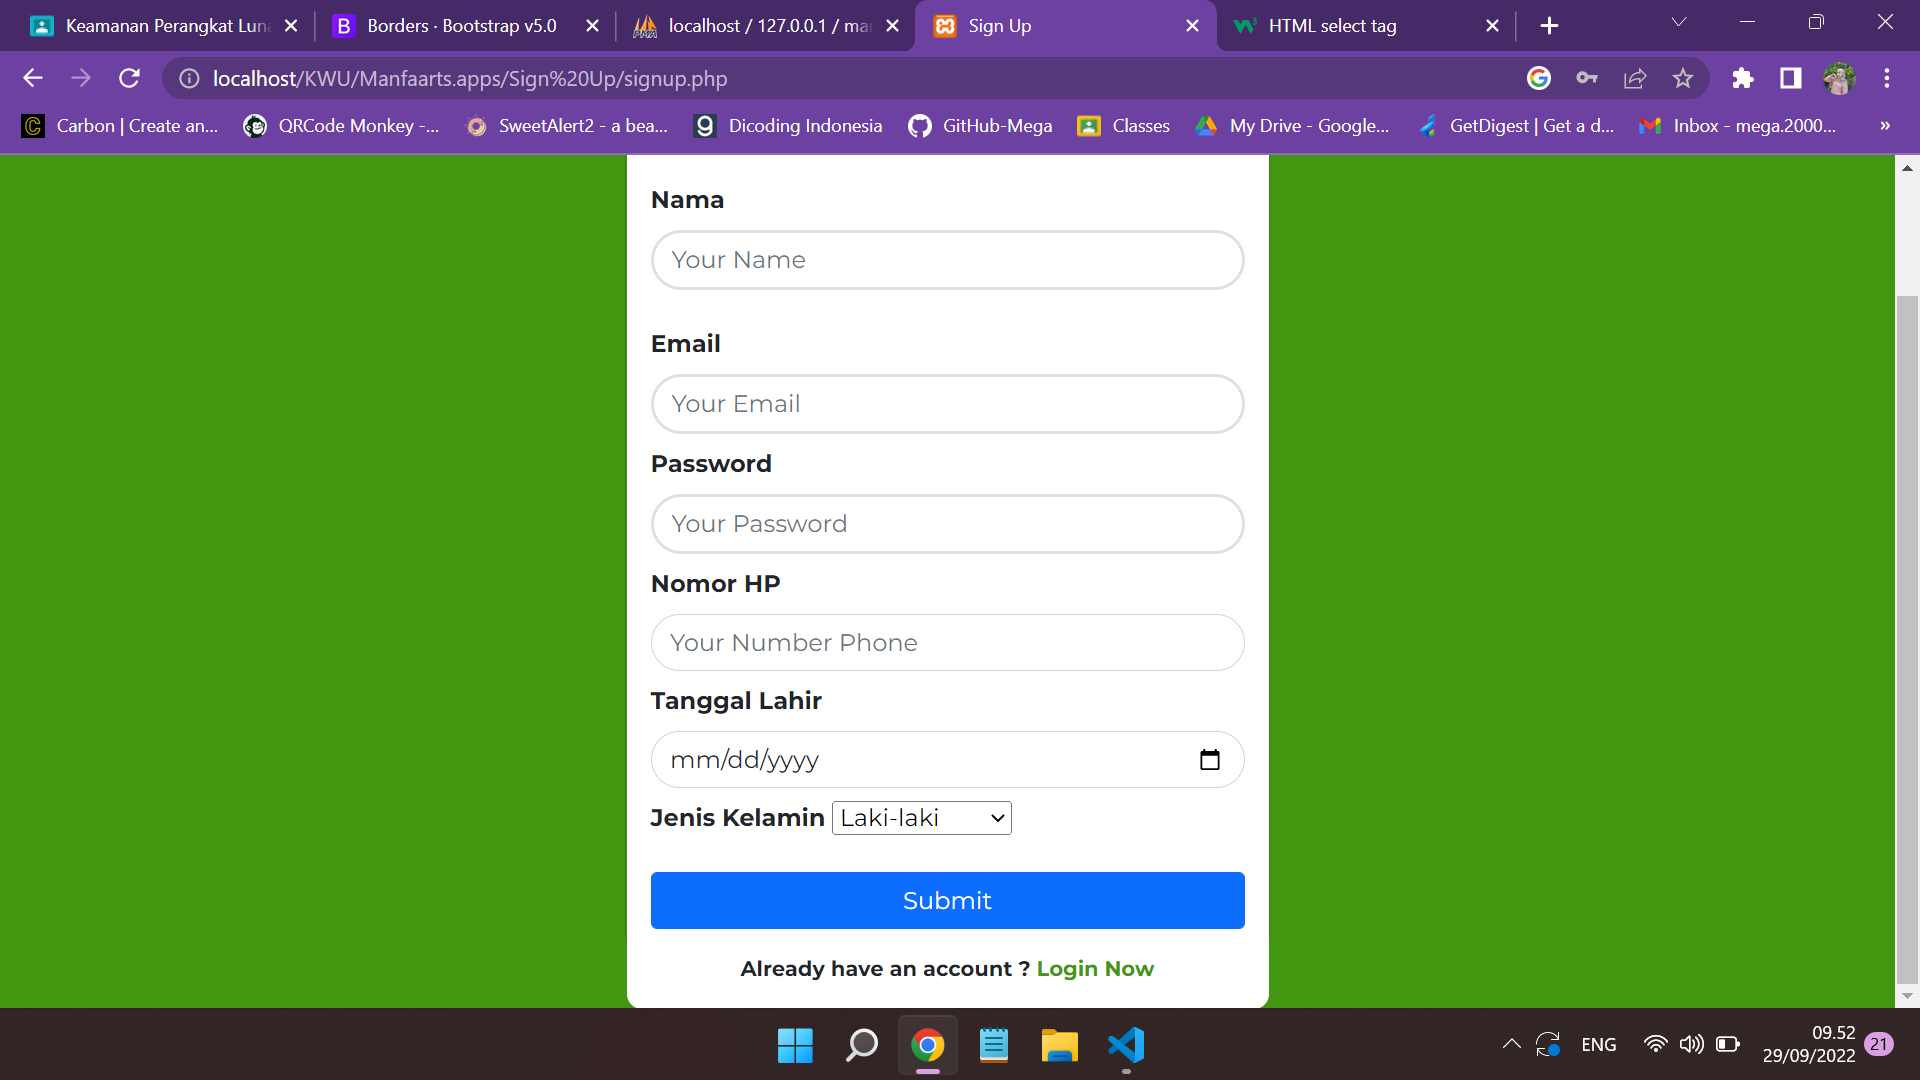 Keamanan Perangkat Luna
Borders · Bootstrap v5.0
localhost / 127.0.0.1 / ma
Sign Up
HTML select tag
localhost/KWU/Manfaarts.apps/Sign%20Up/signup.php
Carbon | Create an...
QRCode Monkey -...
SweetAlert2 - a bea...
Dicoding Indonesia
GitHub-Mega
Classes
My Drive - Google...
GetDigest | Get a d...
Inbox - mega.2000...
»
Nama
Your Name
Email
Your Email
Password
Your Password
Nomor HP
Your Number Phone
Tanggal Lahir
mm/dd/yyyy
Jenis Kelamin Laki-laki
Submit
Already have an account ? Login Now
ENG
09.52
29/09/2022
21